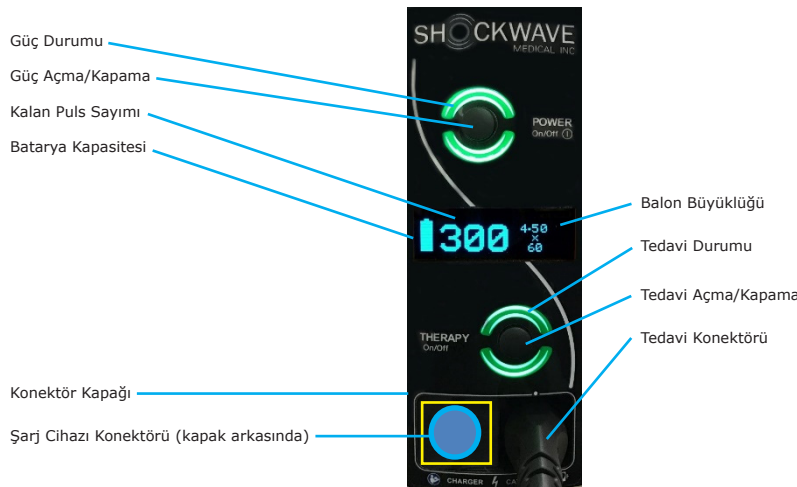 Güç Durumu
Güç Açma/Kapama
Kalan Puls Sayımı
Batarya Kapasitesi
SHOCKWAVE
MEDICAL INC
POWER
On/Off
300
4.50
x
60
Balon Büyüklüğü
Tedavi Durumu
Tedavi Açma/Kapama
Tedavi Konektörü
THERAPY
On/Off
Konektör Kapağı
Şarj Cihazı Konektörü (kapak arkasında)
CHARGER